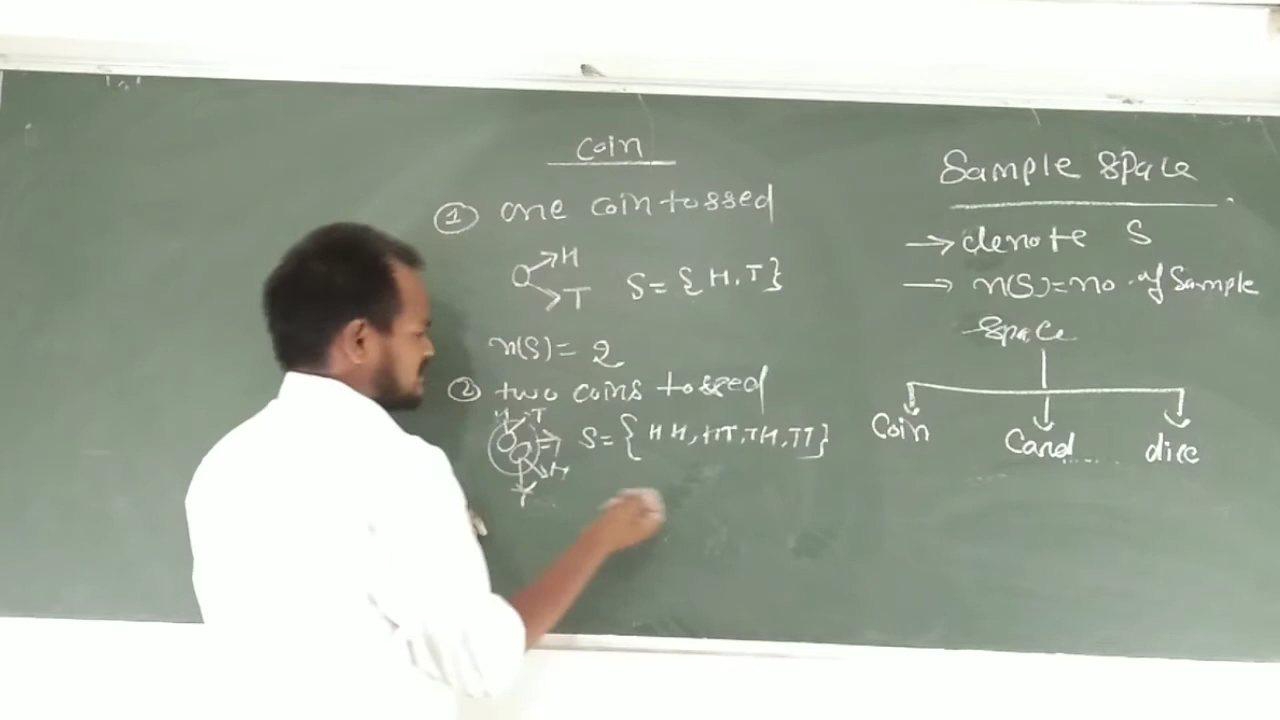 coin
① one coin tossed
H
T
S = { H, T }
n(S) = 2
② two coins tossed
H T
S = { HH, HT, TH, TT }
H
T
Sample space
→ denote S
→ n(S) = no. of Sample
space
Coin
Card
dice